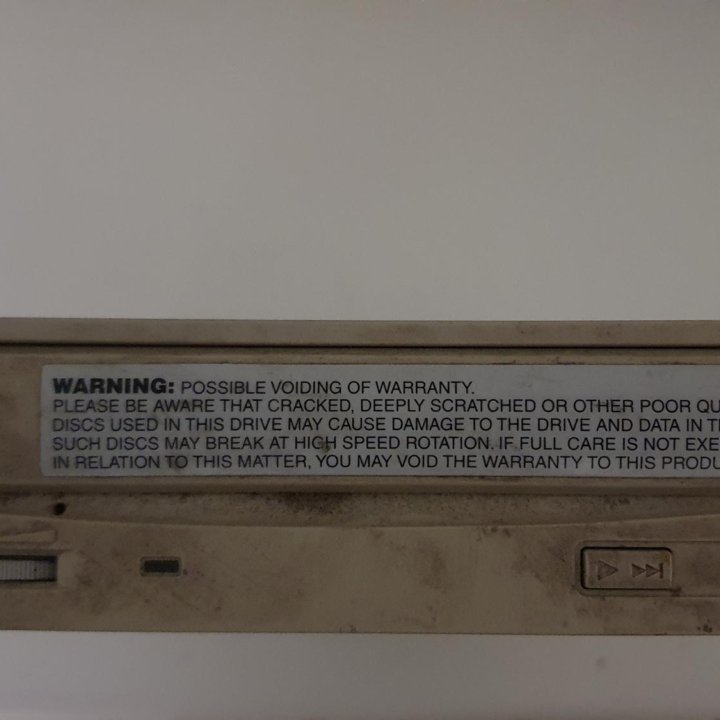 WARNING: POSSIBLE VOIDING OF WARRANTY.
PLEASE BE AWARE THAT CRACKED, DEEPLY SCRATCHED OR OTHER POOR
DISCS USED IN THIS DRIVE MAY CAUSE DAMAGE TO THE DRIVE AND DATA IN
SUCH DISCS MAY BREAK AT HIGH SPEED ROTATION. IF FULL CARE IS NOT
IN RELATION TO THIS MATTER, YOU MAY VOID THE WARRANTY TO THIS